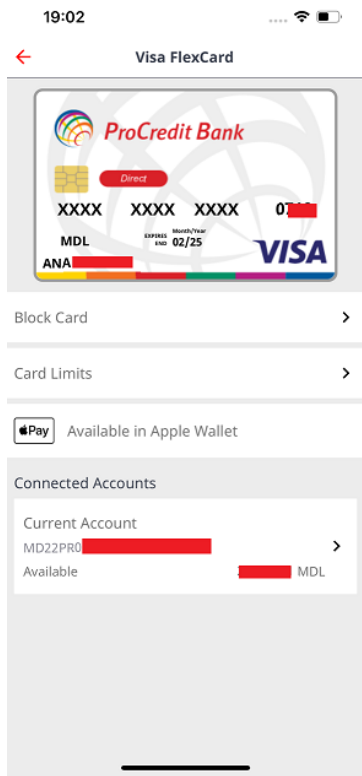 19:02
Visa FlexCard
ProCredit Bank
Direct
XXXX XXXX XXXX
MDL
EXPIRES END Month/Year 02/25
VISA
ANA
Block Card
Card Limits
Pay Available in Apple Wallet
Connected Accounts
Current Account
MD22PR0
Available MDL